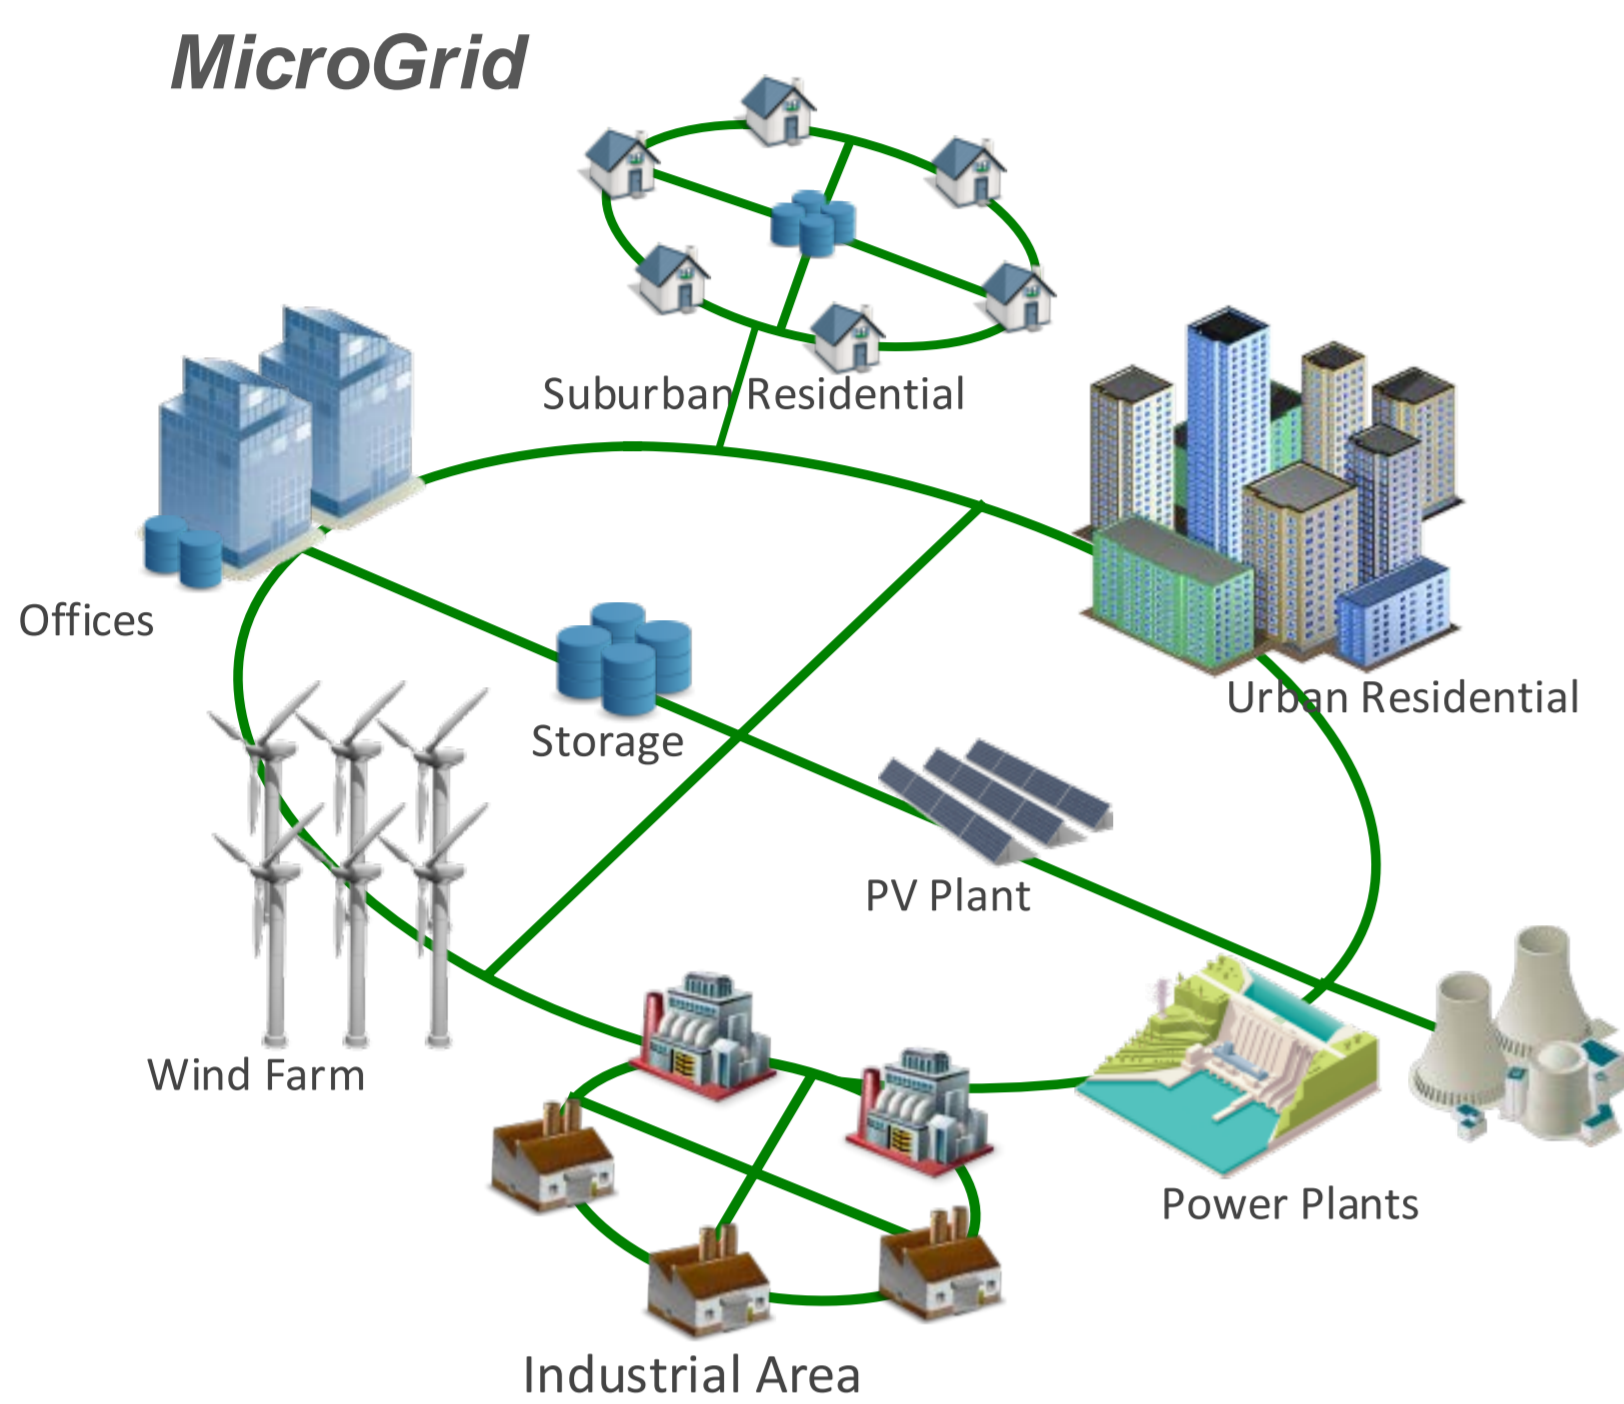 MicroGrid
Suburban Residential
Offices
Urban Residential
Storage
PV Plant
Wind Farm
Power Plants
Industrial Area